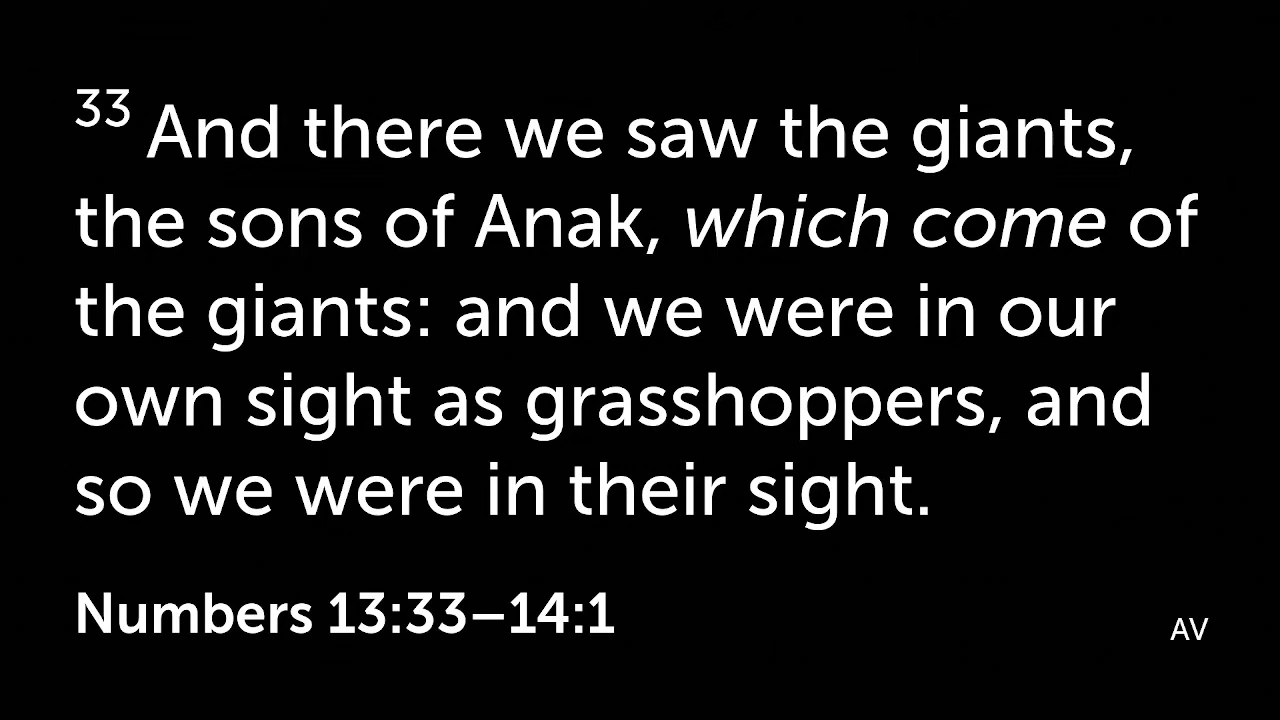 33 And there we saw the giants,
the sons of Anak, which come of
the giants: and we were in our
own sight as grasshoppers, and
so we were in their sight.
Numbers 13:33–14:1
AV